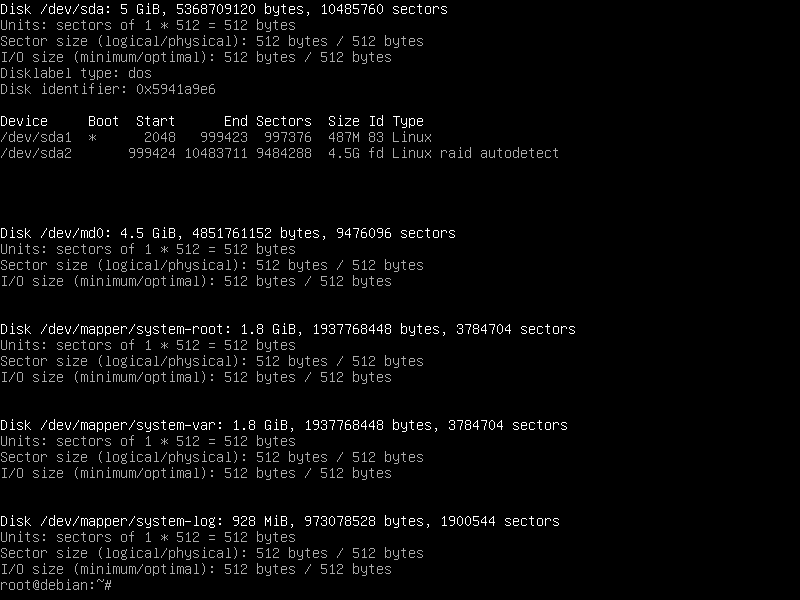 Disk /dev/sda: 5 GiB, 5368709120 bytes, 10485760 sectors
Units: sectors of 1 * 512 = 512 bytes
Sector size (logical/physical): 512 bytes / 512 bytes
I/O size (minimum/optimal): 512 bytes / 512 bytes
Disklabel type: dos
Disk identifier: 0x5941a9e6
Device     Boot  Start      End Sectors  Size Id Type
/dev/sda1  *      2048   999423  997376  487M 83 Linux
/dev/sda2       999424 10483711 9484288  4.5G fd Linux raid autodetect
Disk /dev/md0: 4.5 GiB, 4851761152 bytes, 9476096 sectors
Units: sectors of 1 * 512 = 512 bytes
Sector size (logical/physical): 512 bytes / 512 bytes
I/O size (minimum/optimal): 512 bytes / 512 bytes
Disk /dev/mapper/system-root: 1.8 GiB, 1937768448 bytes, 3784704 sectors
Units: sectors of 1 * 512 = 512 bytes
Sector size (logical/physical): 512 bytes / 512 bytes
I/O size (minimum/optimal): 512 bytes / 512 bytes
Disk /dev/mapper/system-var: 1.8 GiB, 1937768448 bytes, 3784704 sectors
Units: sectors of 1 * 512 = 512 bytes
Sector size (logical/physical): 512 bytes / 512 bytes
I/O size (minimum/optimal): 512 bytes / 512 bytes
Disk /dev/mapper/system-log: 928 MiB, 973078528 bytes, 1900544 sectors
Units: sectors of 1 * 512 = 512 bytes
Sector size (logical/physical): 512 bytes / 512 bytes
I/O size (minimum/optimal): 512 bytes / 512 bytes
root@debian:~#